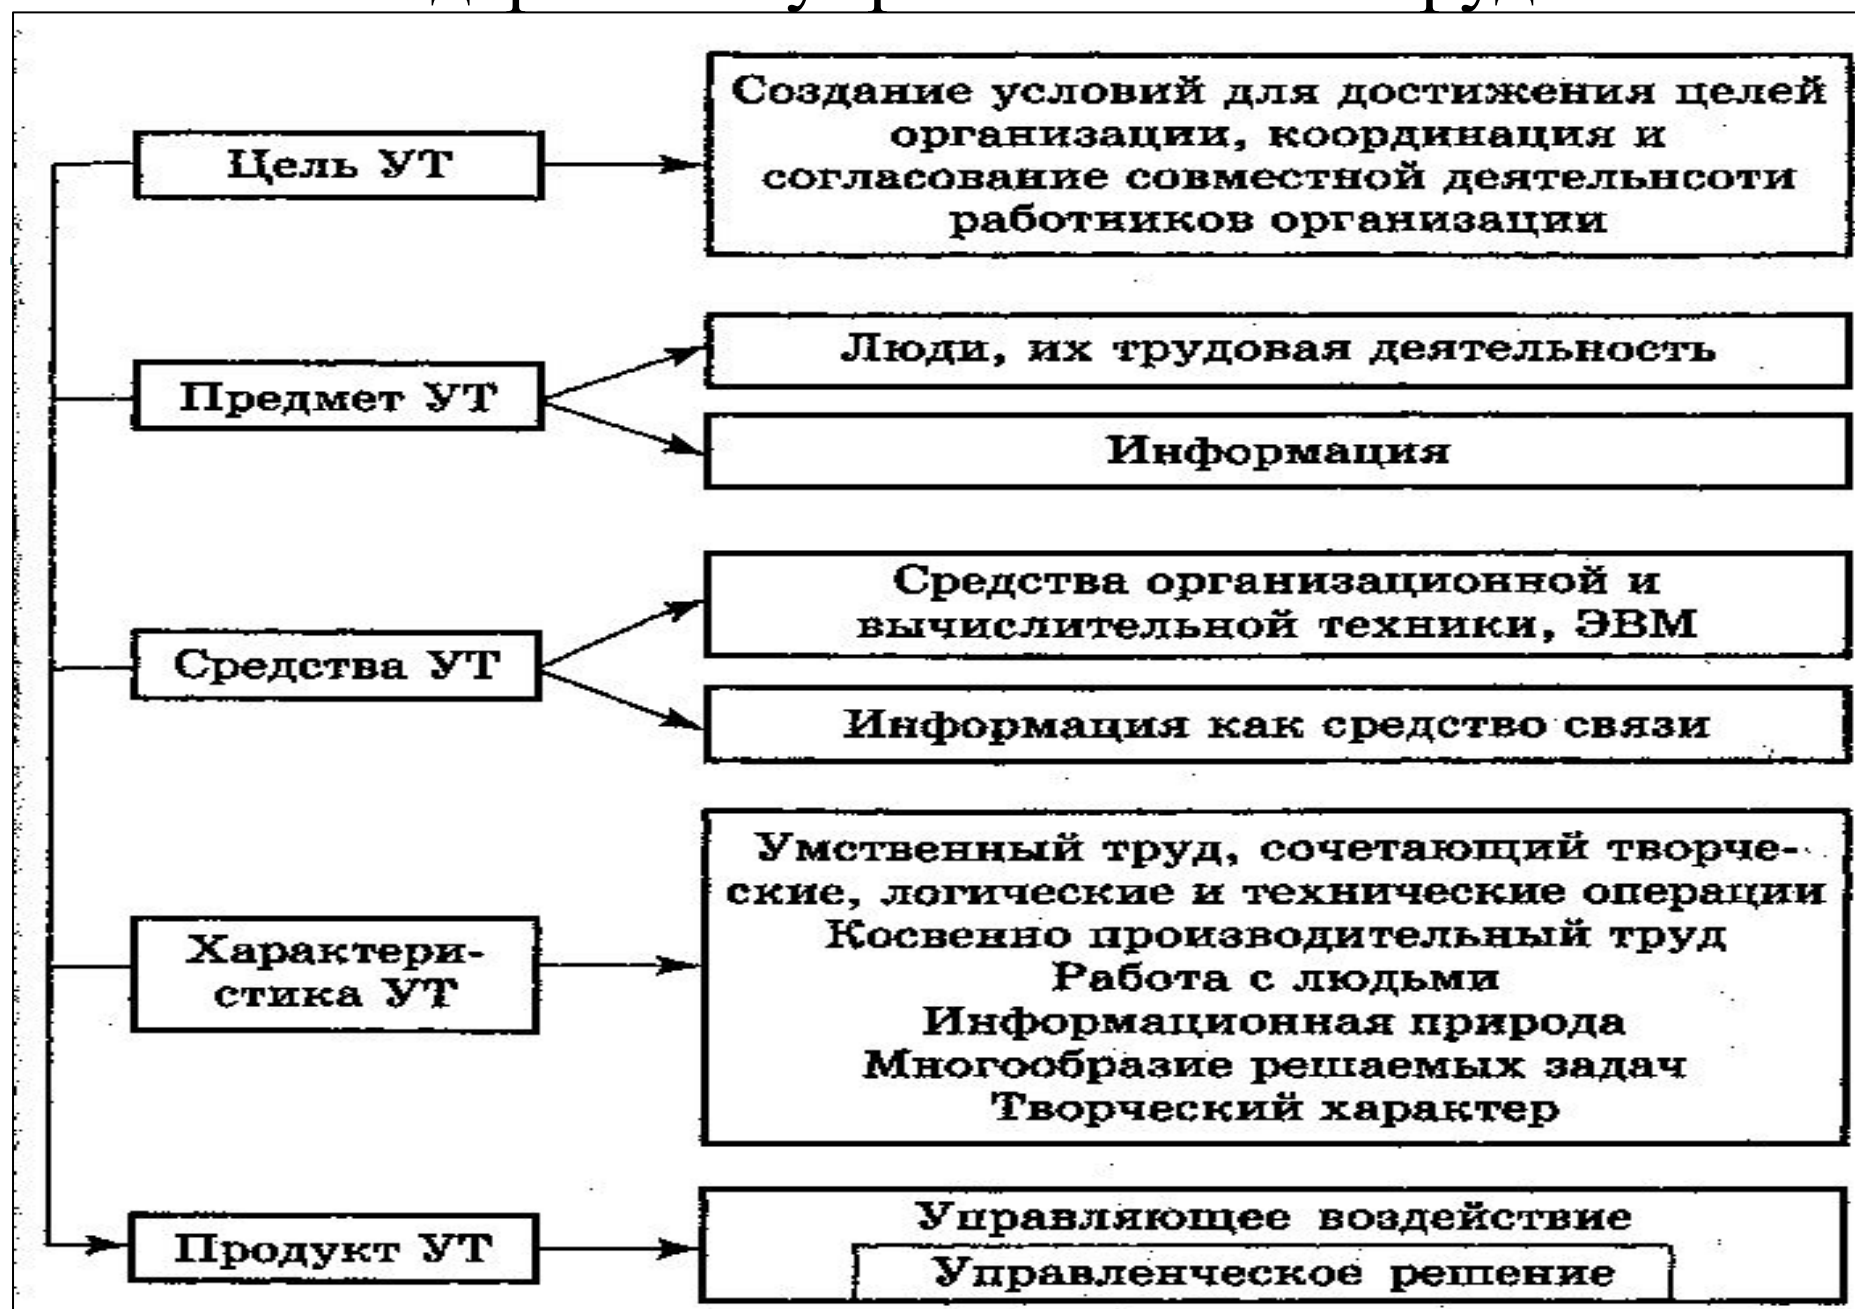 Цель УТ
Создание условий для достижения целей
организации, координация и
согласование совместной деятельнсоти
работников организации
Предмет УТ
Люди, их трудовая деятельность
Информация
Средства УТ
Средства организационной и
вычислительной техники, ЭВМ
Информация как средство связи
Характери-
стика УТ
Умственный труд, сочетающий творче-
ские, логические и технические операции
Косвенно производительный труд
Работа с людьми
Информационная природа
Многообразие решаемых задач
Творческий характер
Продукт УТ
Управляющее воздействие
Управленческое решение